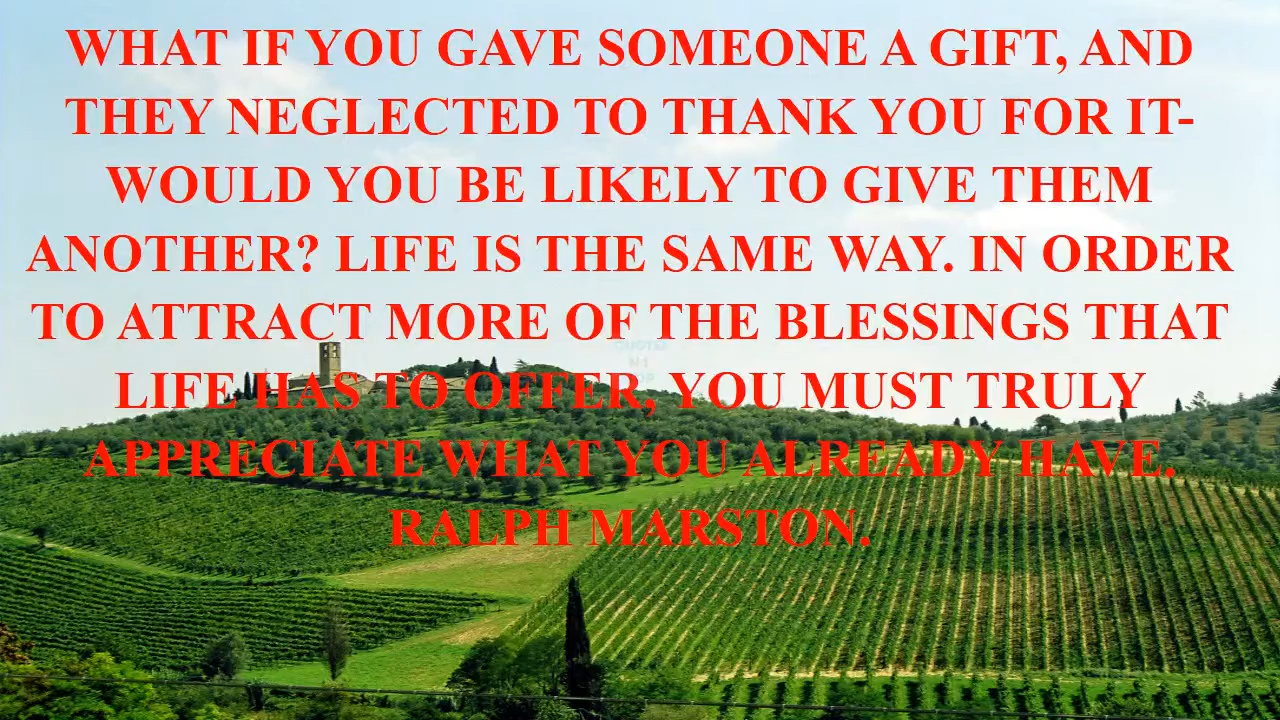 WHAT IF YOU GAVE SOMEONE A GIFT, AND
THEY NEGLECTED TO THANK YOU FOR IT-
WOULD YOU BE LIKELY TO GIVE THEM
ANOTHER? LIFE IS THE SAME WAY. IN ORDER
TO ATTRACT MORE OF THE BLESSINGS THAT
LIFE HAS TO OFFER, YOU MUST TRULY
APPRECIATE WHAT YOU ALREADY HAVE.
RALPH MARSTON.